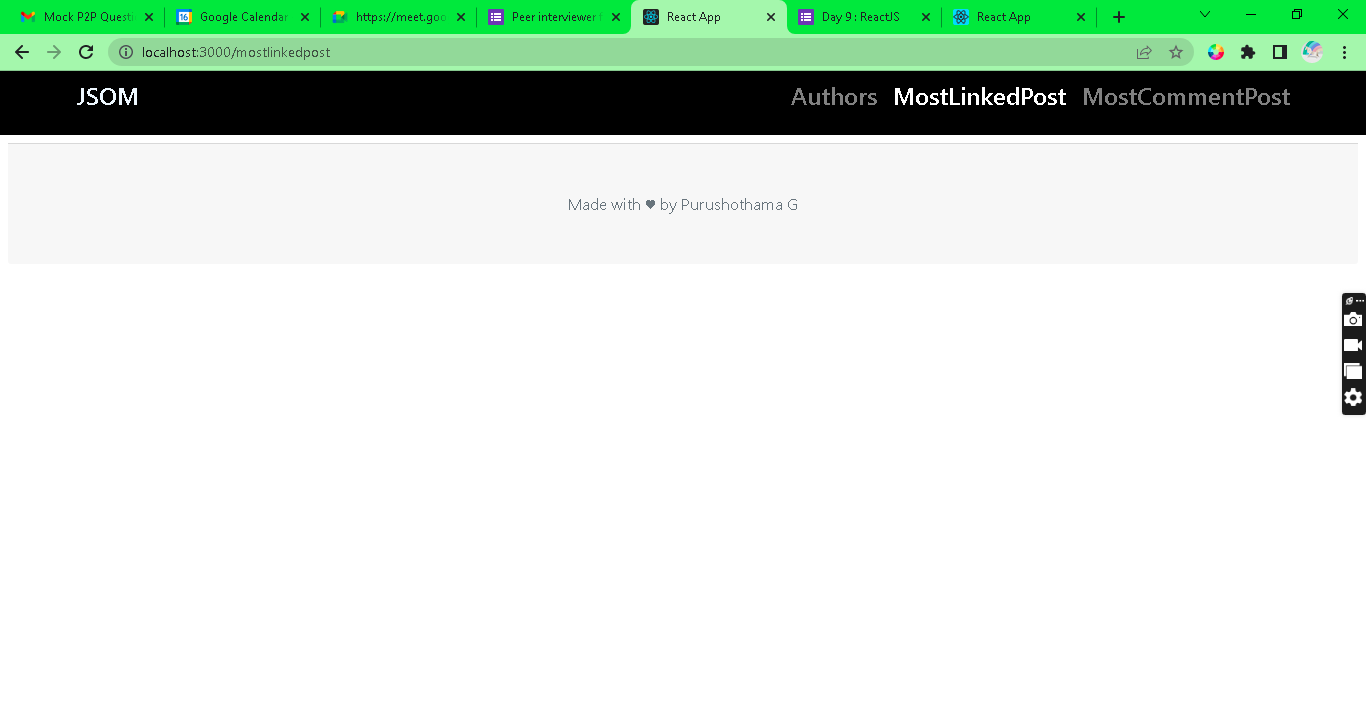 Mock P2P Questi
Google Calendar
https://meet.goo
Peer interviewer
React App
Day 9 : ReactJS
React App
localhost:3000/mostlinkedpost
JSOM
Authors MostLinkedPost MostCommentPost
Made with ♥ by Purushothama G